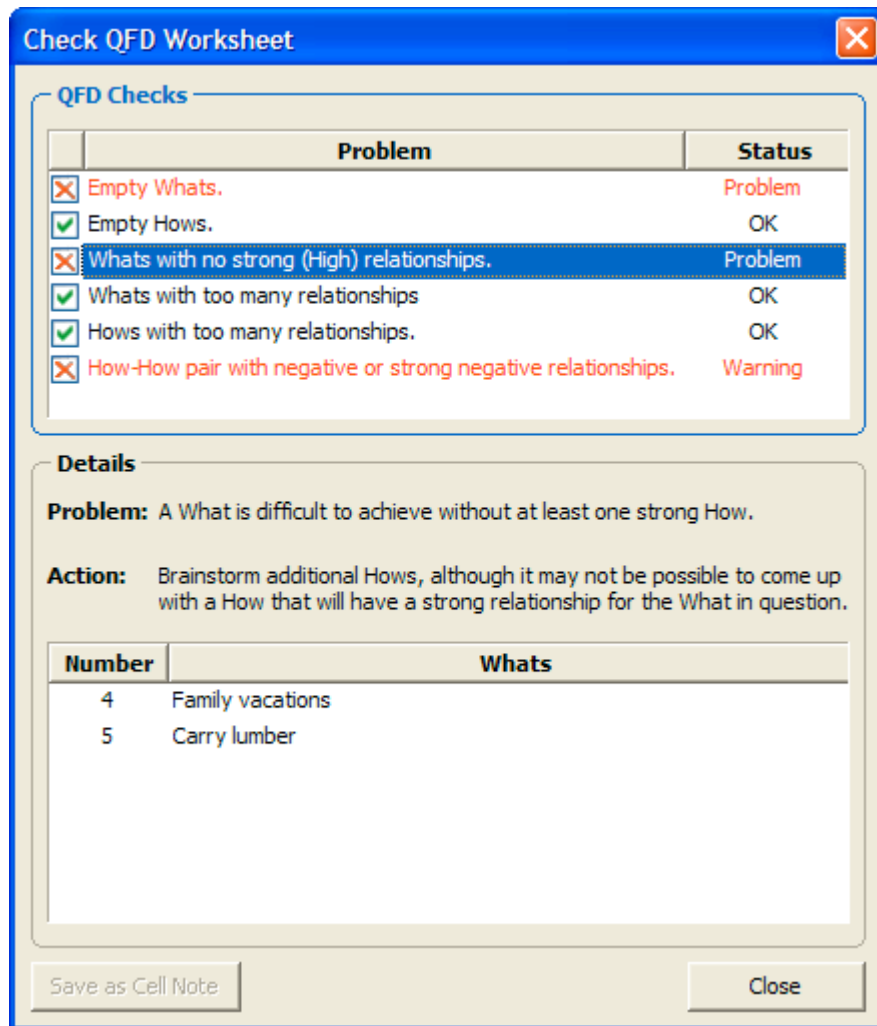 Check QFD Worksheet
QFD Checks
Problem Status
Empty Whats. Problem
Empty Hows. OK
Whats with no strong (High) relationships. Problem
Whats with too many relationships OK
Hows with too many relationships. OK
How-How pair with negative or strong negative relationships. Warning
Details
Problem: A What is difficult to achieve without at least one strong How.
Action: Brainstorm additional Hows, although it may not be possible to come up
with a How that will have a strong relationship for the What in question.
Number Whats
4 Family vacations
5 Carry lumber
Save as Cell Note Close